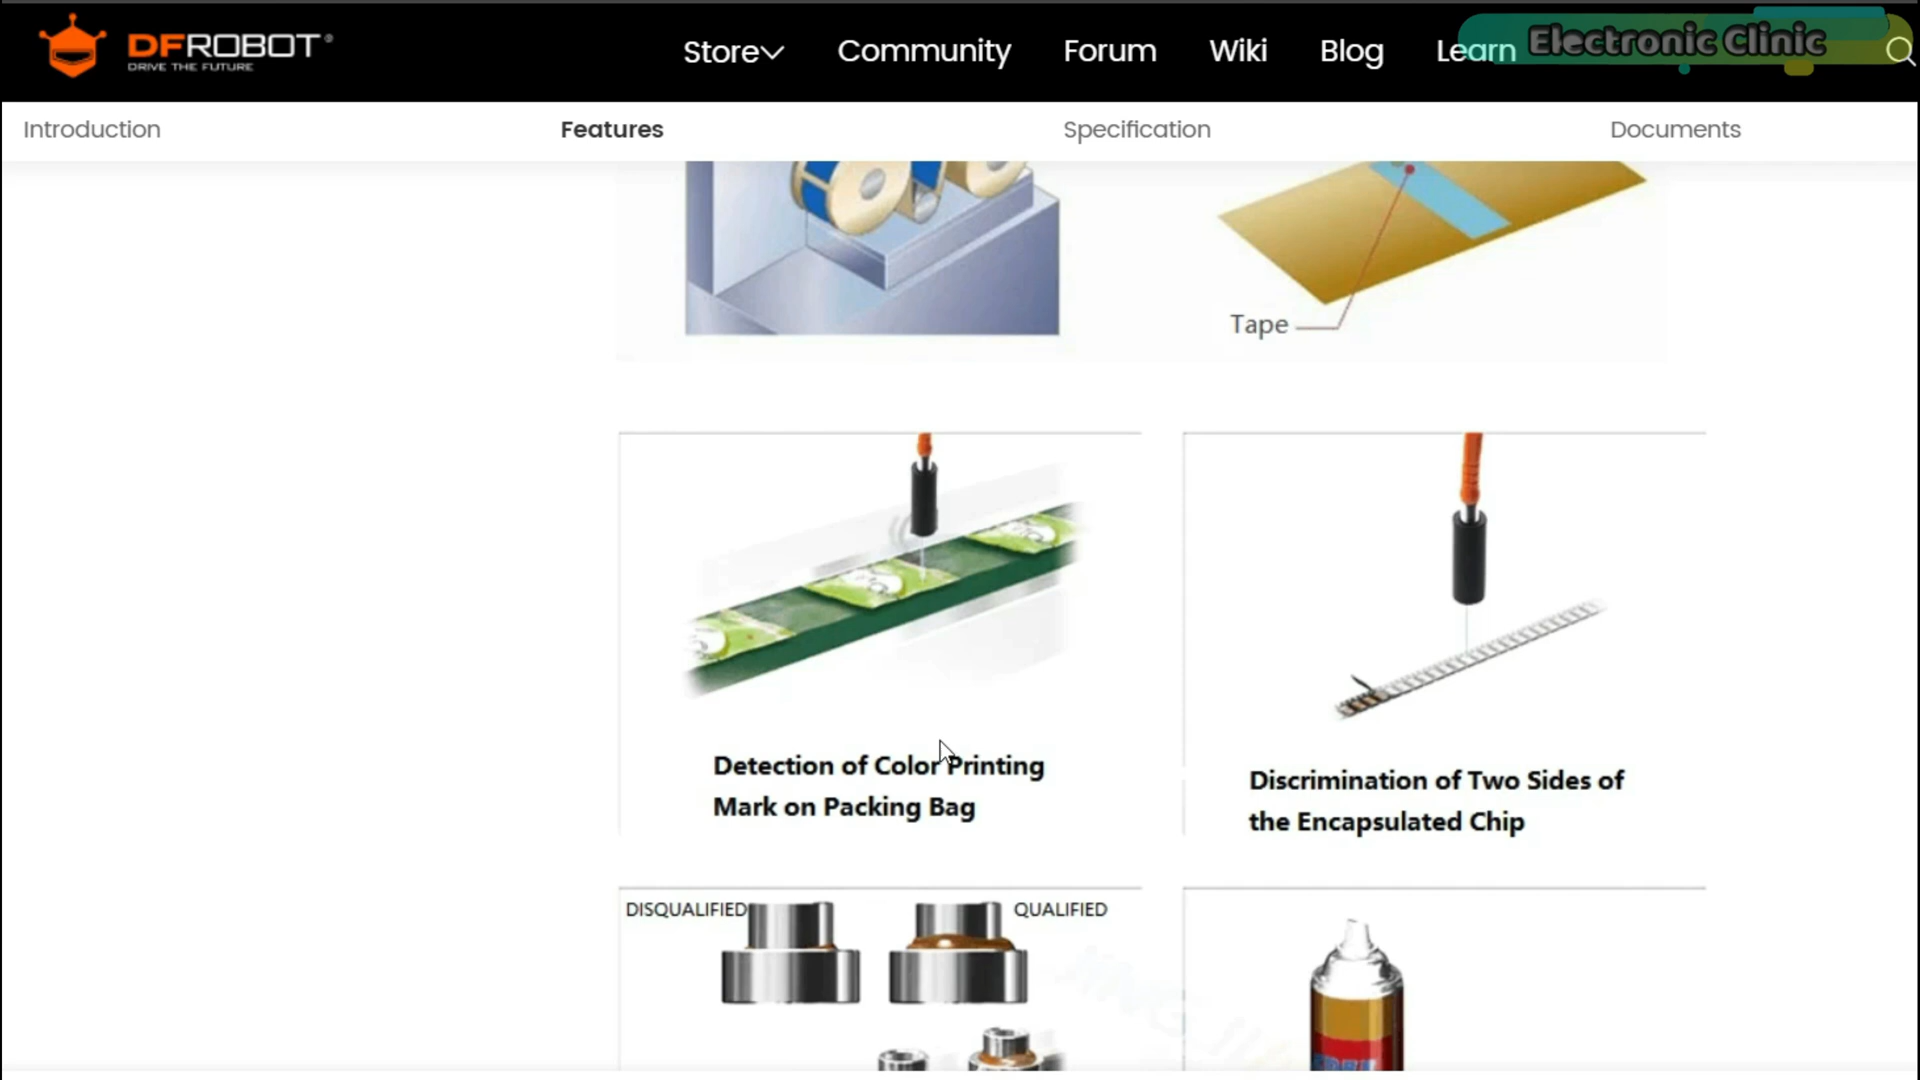 DFROBOT
DRIVE THE FUTURE
Store
Community
Forum
Wiki
Blog
Learn
Electronic Clinic
Introduction
Features
Specification
Documents
Tape
Detection of Color Printing
Mark on Packing Bag
Discrimination of Two Sides of
the Encapsulated Chip
DISQUALIFIED
QUALIFIED